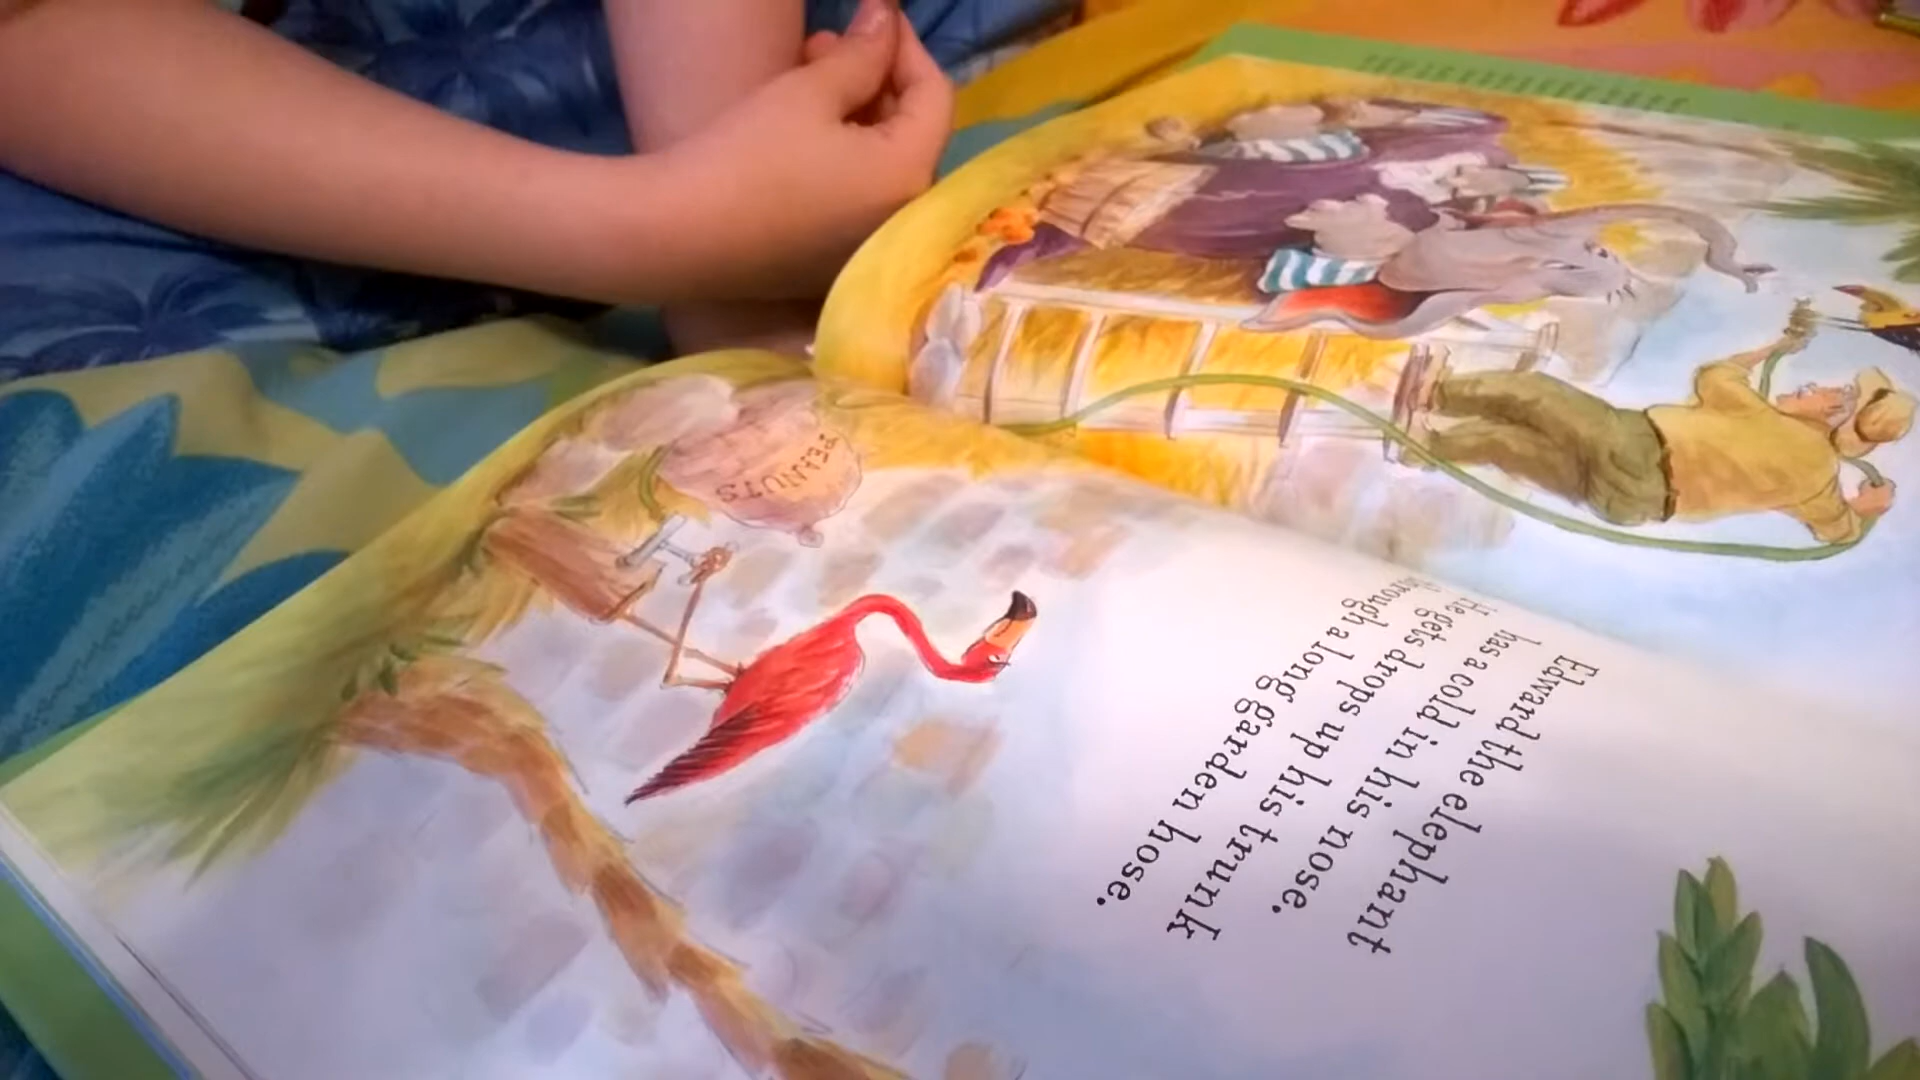 Edward the elephant
has a cold in his nose.
He gets drops up his trunk
through a long garden hose.
PEANUTS